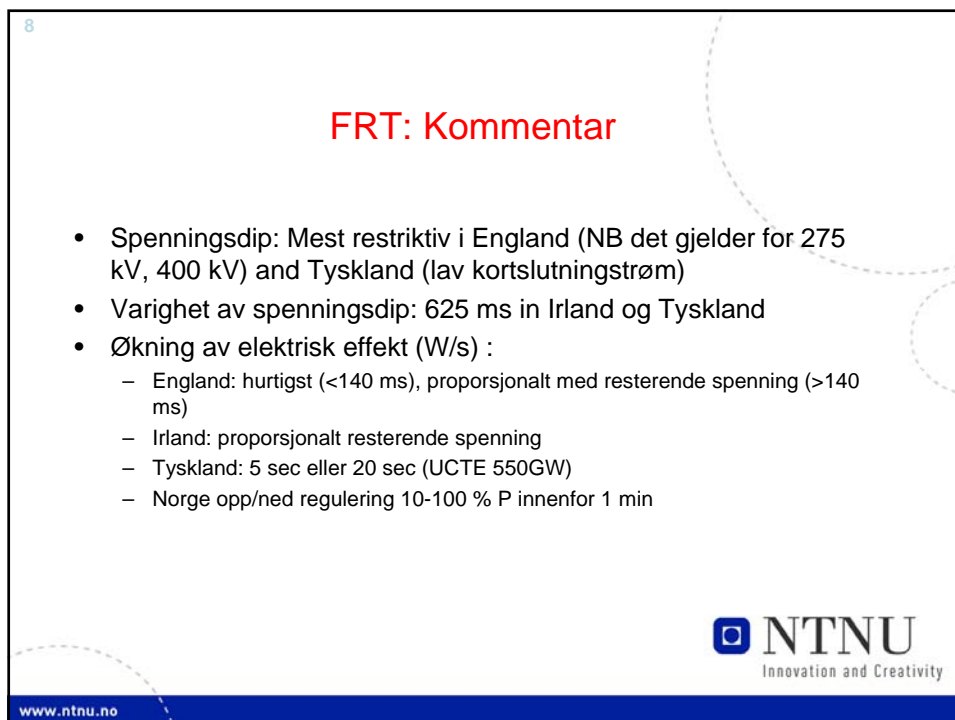 8
FRT: Kommentar
• Spenningsdip: Mest restriktiv i England (NB det gjelder for 275
kV, 400 kV) and Tyskland (lav kortslutningstrøm)
• Varighet av spenningsdip: 625 ms in Irland og Tyskland
• Økning av elektrisk effekt (W/s) :
– England: hurtigst (<140 ms), proporsjonalt med resterende spenning (>140
ms)
– Irland: proporsjonalt resterende spenning
– Tyskland: 5 sec eller 20 sec (UCTE 550GW)
– Norge opp/ned regulering 10-100 % P innenfor 1 min
NTNU
Innovation and Creativity
www.ntnu.no